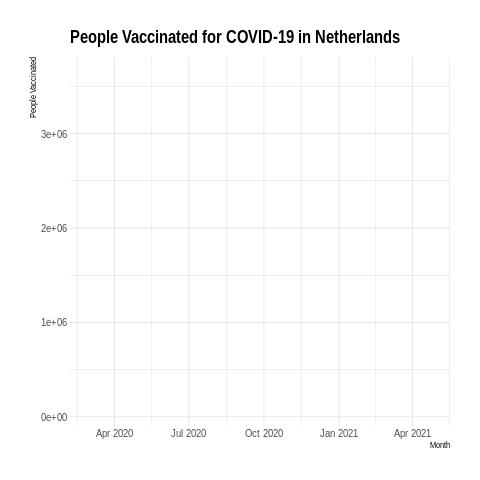 People Vaccinated for COVID-19 in Netherlands
People Vaccinated
3e+06
2e+06
1e+06
0e+00
Apr 2020 Jul 2020 Oct 2020 Jan 2021 Apr 2021
Month